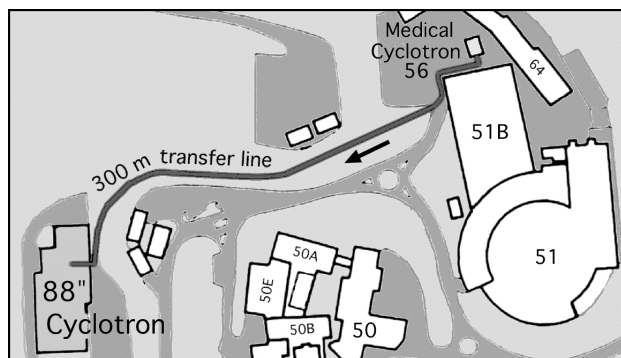 Medical
Cyclotron
56
64
51B
300 m transfer line
51
50A
50E
88"
Cyclotron
50B
50